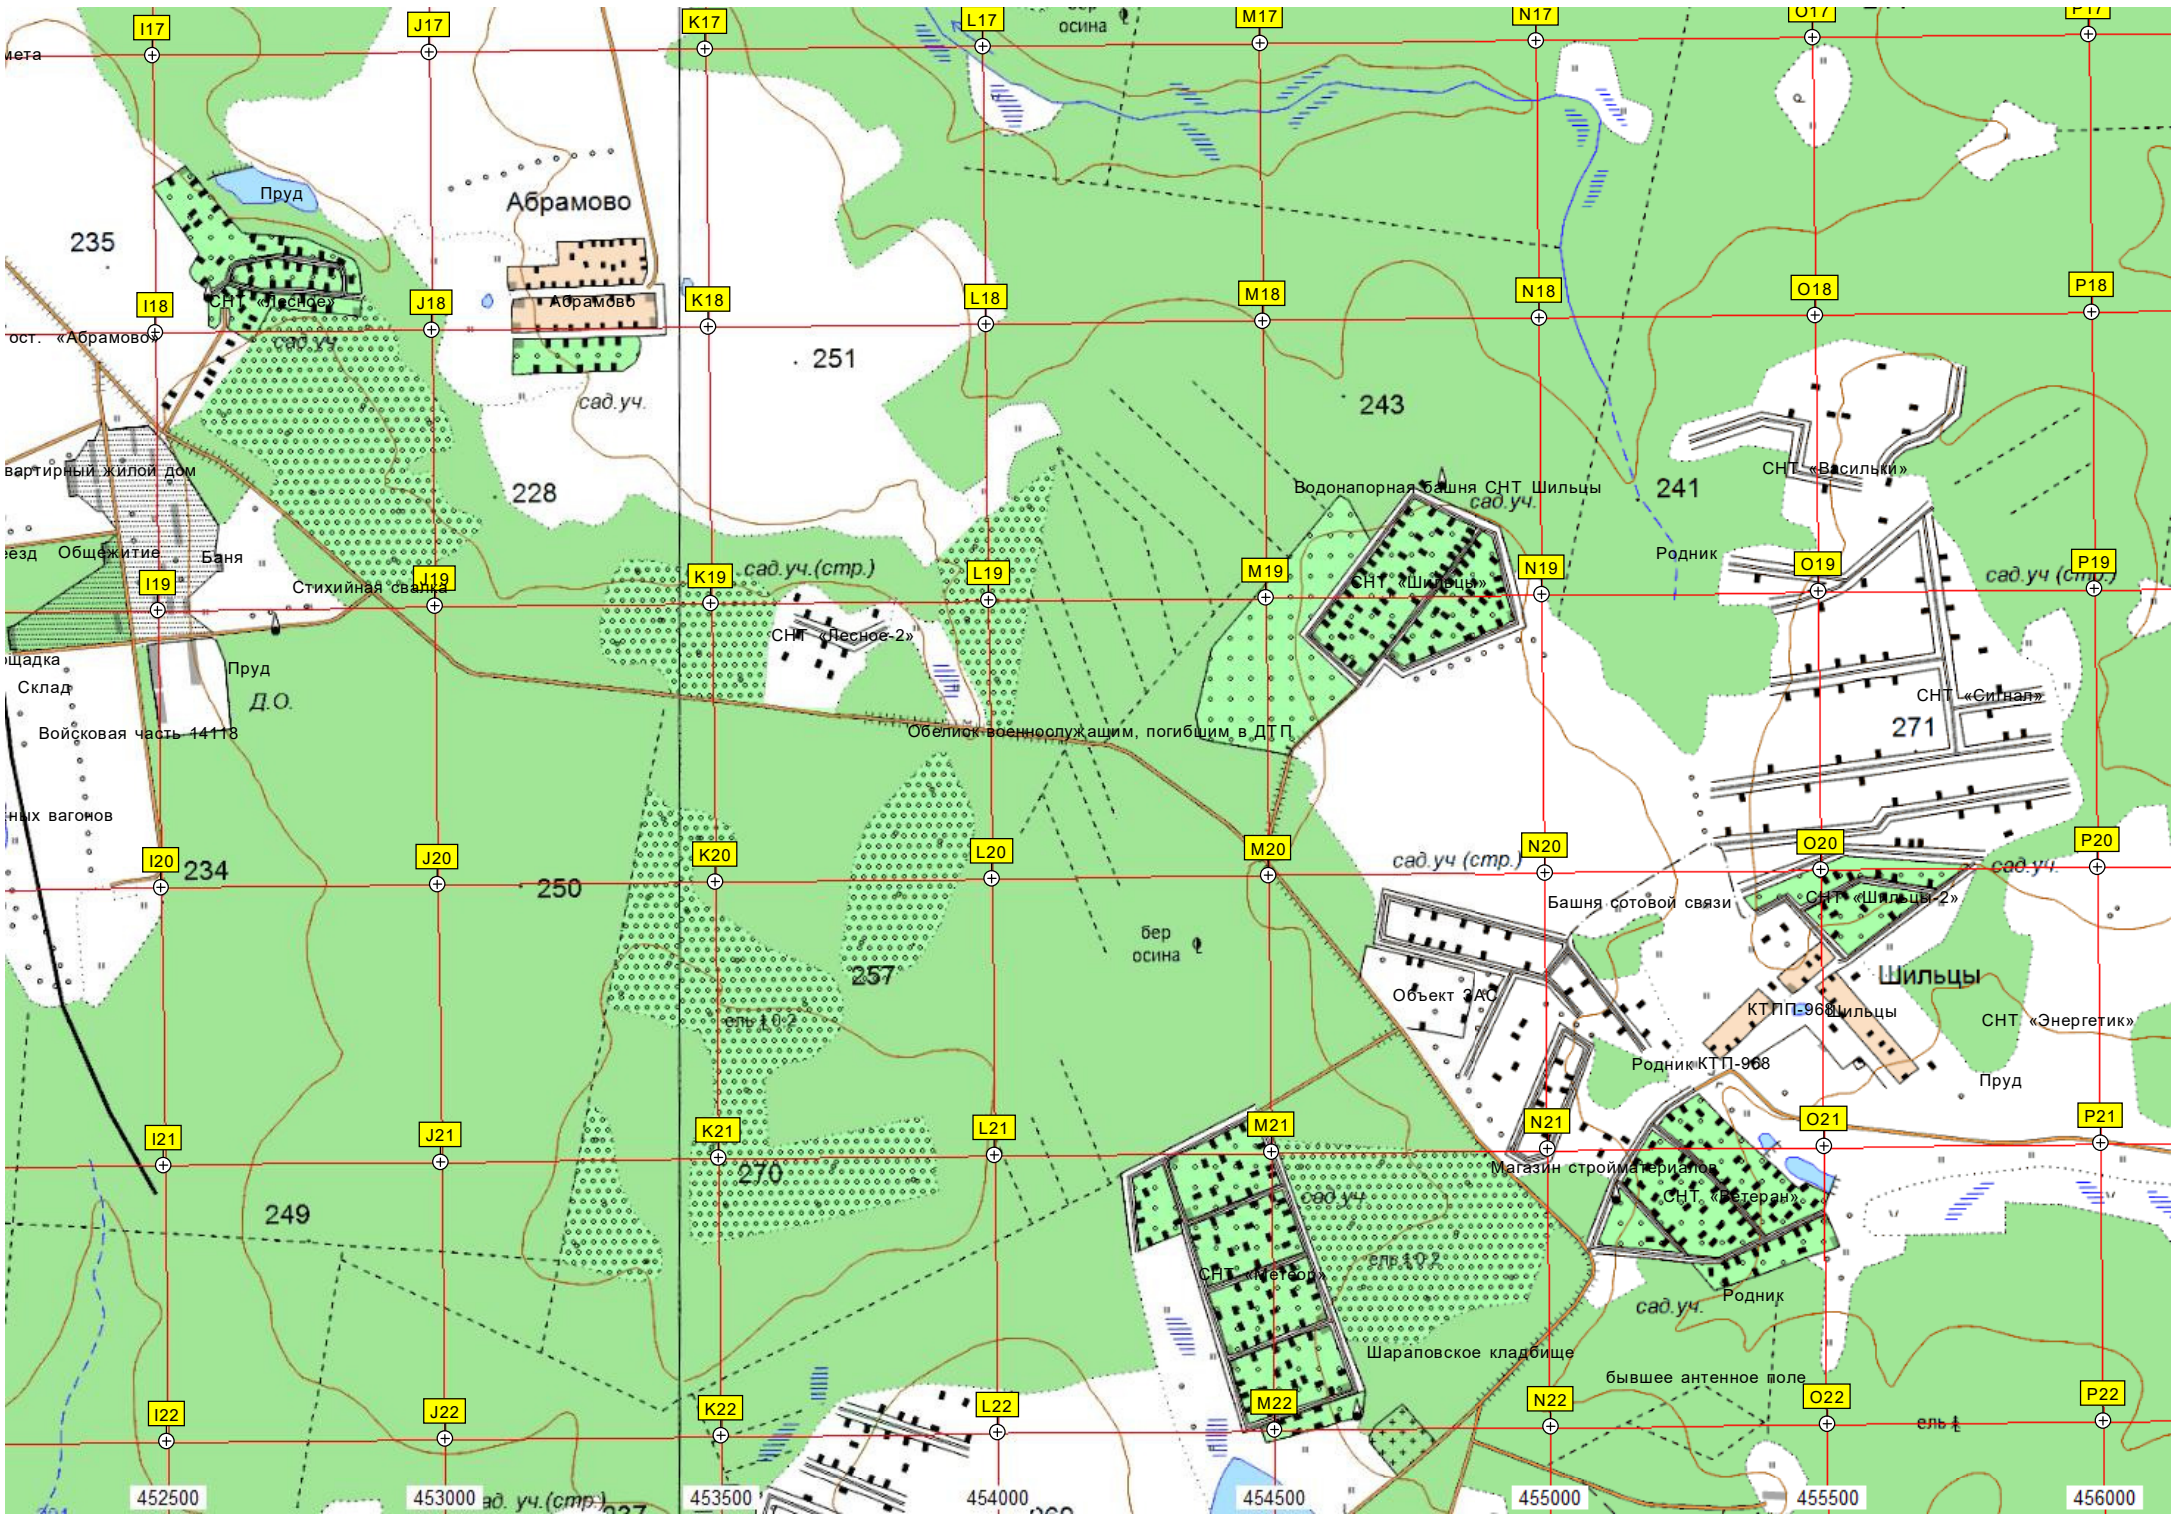 I17
J17
K17
L17
M17
N17
O17
P17
осина
мета
Пруд
Абрамово
235
I18
СНТ «Лесное»
J18
Абрамово
K18
L18
M18
N18
O18
P18
ост. «Абрамово»
сад.уч.
251
сад.уч.
243
вартирный жилой дом
228
Водонапорная башня СНТ Шильцы
сад.уч.
241
СНТ «Васильки»
Общежитие
Баня
Родник
I19
Стихийная свалка
J19
K19
сад.уч.(стр.)
L19
M19
СНТ «Шильцы»
N19
O19
сад.уч (стр.)
P19
СНТ «Лесное-2»
Пруд
Склад
Д.О.
СНТ «Сигнал»
271
Войсковая часть 14118
Обелиск военнослужащим, погибшим в ДТП
ных вагонов
I20
234
J20
250
K20
L20
M20
сад.уч (стр.)
N20
O20
сад.уч.
P20
Башня сотовой связи
СНТ «Шильцы-2»
бер
осина
257
Шильцы
Объект ЗАС
КТПП-968
Шильцы
СНТ «Энергетик»
Родник
КТП-968
Пруд
I21
J21
K21
L21
M21
N21
O21
P21
270
Магазин стройматериалов
сад.уч.
СНТ «Ветеран»
249
СНТ «Метеор»
Родник
сад.уч.
Шараповское кладбище
бывшее антенное поле
I22
J22
K22
L22
M22
N22
O22
P22
ель
452500
453000
453500
454000
454500
455000
455500
456000